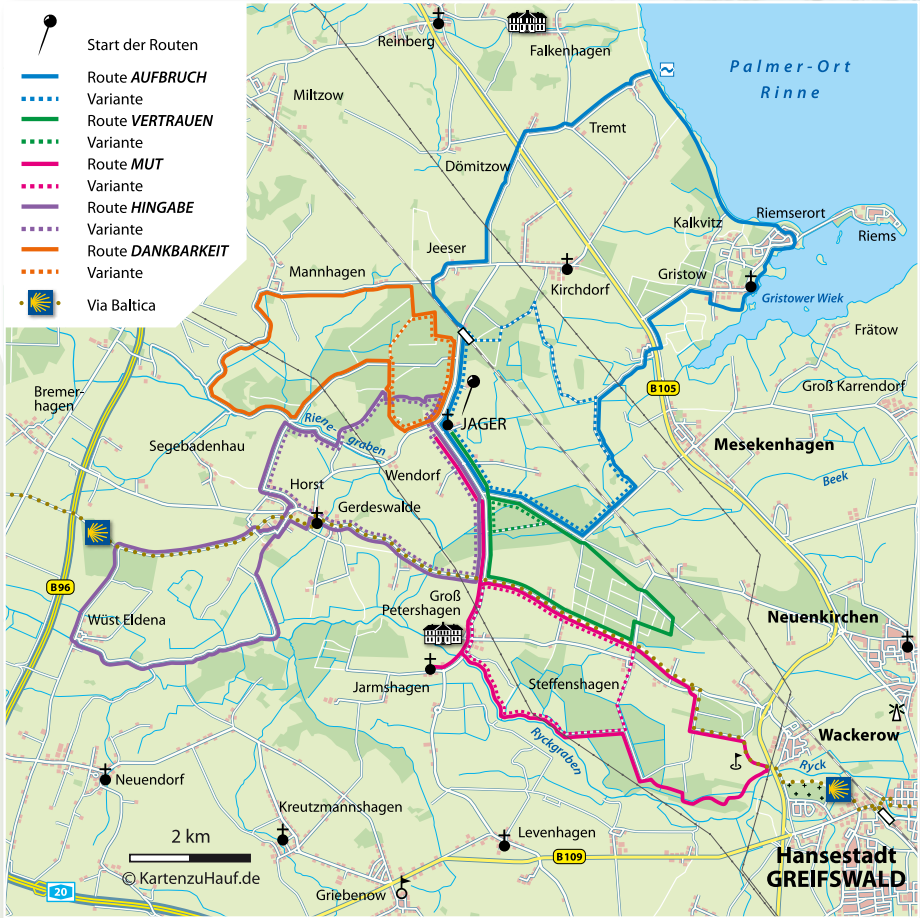 Start der Routen
Route AUFBRUCH
Variante
Route VERTRAUEN
Variante
Route MUT
Variante
Route HINGABE
Variante
Route DANKBARKEIT
Variante
Via Baltica
Reinberg
Falkenhagen
Palmer-Ort
Rinne
Miltzow
Tremt
Dömitzow
Kalkvitz
Riemserort
Riems
Jeeser
Mannhagen
Kirchdorf
Gristow
Gristower Wiek
Frätow
Bremer-
hagen
B105
Groß Karrendorf
JAGER
Riene-
graben
Segebadenhau
Mesekenhagen
Wendorf
Beek
Horst
Gerdeswalde
B96
Groß
Petershagen
Wüst Eldena
Neuenkirchen
Jarmshagen
Steffenshagen
Ryckgraben
Wackerow
Ryck
Neuendorf
Kreutzmannshagen
2 km
Levenhagen
B109
© KartenzuHauf.de
Hansestadt
GREIFSWALD
20
Griebenow